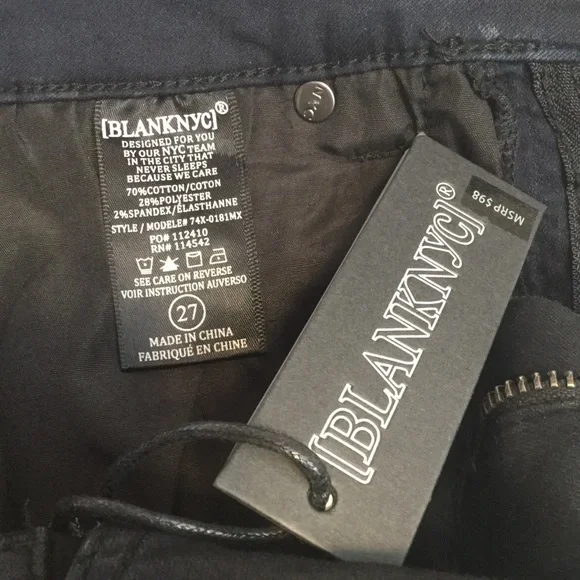 [BLANKNYC]®
DESIGNED FOR YOU
BY OUR NYC TEAM
IN THE CITY THAT
NEVER SLEEPS
BECAUSE WE CARE
70%COTTON/COTON
28%POLYESTER
2%SPANDEX/ÉLASTHANNE
STYLE / MODELE# 74X-0181MX
PO# 112410
RN# 114542
SEE CARE ON REVERSE
VOIR INSTRUCTION AUVERSO
27
MADE IN CHINA
FABRIQUÉ EN CHINE
MSRP $98
[BLANKNYC]®